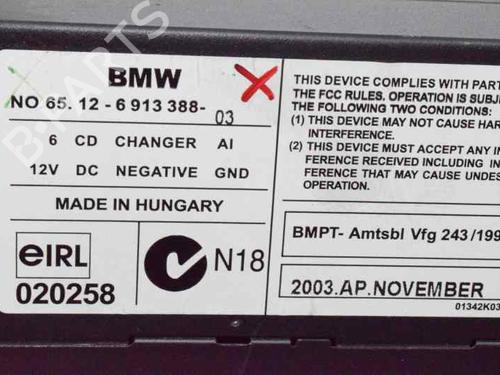 BMW
NO 65. 12 - 6 913 388- 03
6 CD CHANGER AI
12V DC NEGATIVE GND
MADE IN HUNGARY
eIRL
020258
N18
THIS DEVICE COMPLIES WITH PART
THE FCC RULES. OPERATION IS SUBJE
THE FOLLOWING TWO CONDITIONS:
(1) THIS DEVICE MAY NOT CAUSE HAR
INTERFERENCE.
(2) THIS DEVICE MUST ACCEPT ANY IN
FERENCE RECEIVED INCLUDING IN
FERENCE THAT MAY CAUSE UNDES
OPERATION.
BMPT- Amtsbl Vfg 243 /199
2003.AP.NOVEMBER
01342K03
B-PARTS